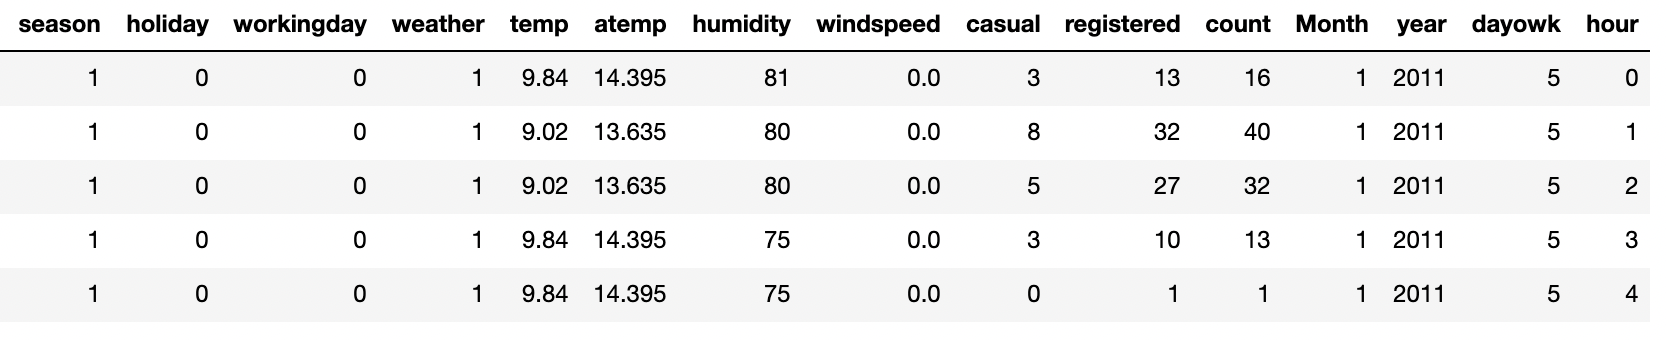 season holiday workingday weather temp atemp humidity windspeed casual registered count Month year dayowk hour
1 0 0 1 9.84 14.395 81 0.0 3 13 16 1 2011 5 0
1 0 0 1 9.02 13.635 80 0.0 8 32 40 1 2011 5 1
1 0 0 1 9.02 13.635 80 0.0 5 27 32 1 2011 5 2
1 0 0 1 9.84 14.395 75 0.0 3 10 13 1 2011 5 3
1 0 0 1 9.84 14.395 75 0.0 0 1 1 1 2011 5 4